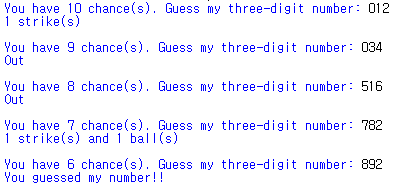 You have 10 chance(s). Guess my three-digit number: 012
1 strike(s)
You have 9 chance(s). Guess my three-digit number: 034
Out
You have 8 chance(s). Guess my three-digit number: 516
Out
You have 7 chance(s). Guess my three-digit number: 782
1 strike(s) and 1 ball(s)
You have 6 chance(s). Guess my three-digit number: 892
You guessed my number!!